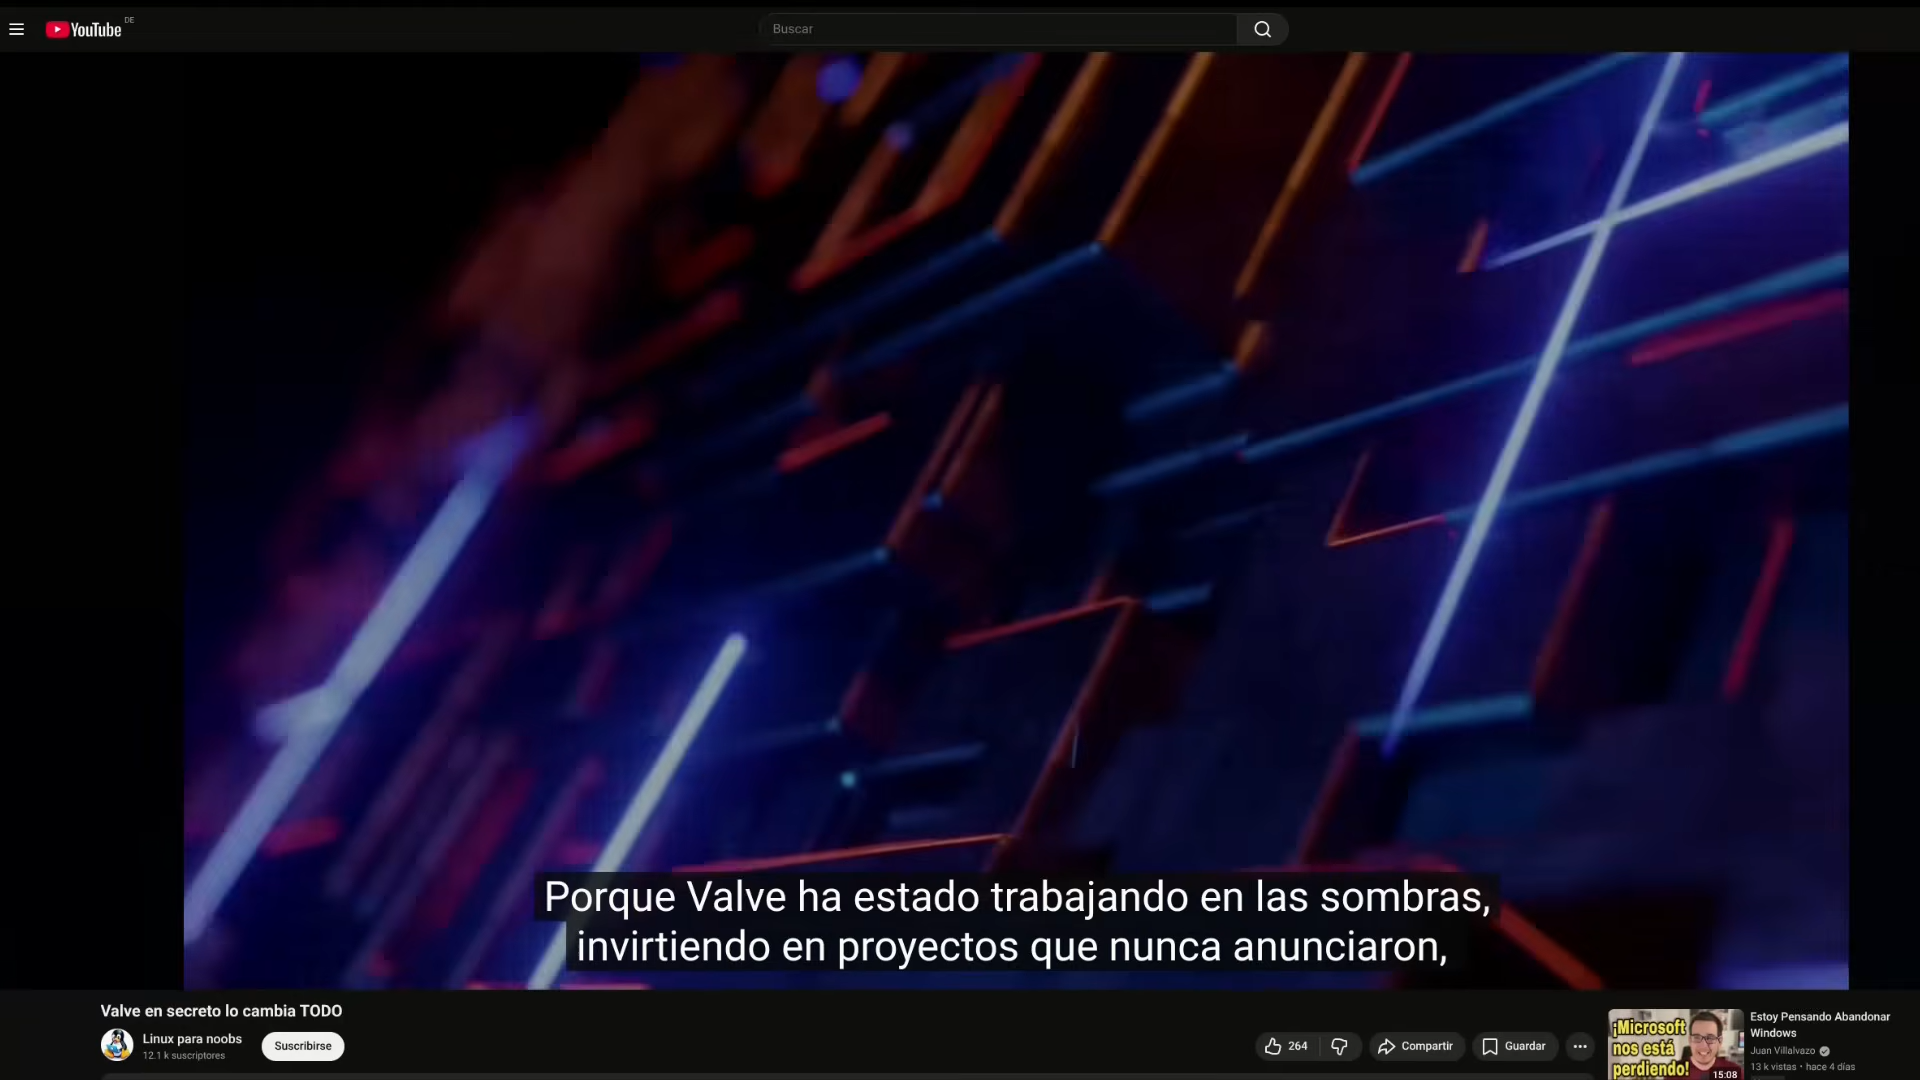 YouTube DE
Buscar
Porque Valve ha estado trabajando en las sombras,
invirtiendo en proyectos que nunca anunciaron,
Valve en secreto lo cambia TODO
Linux para noobs
12.1 k suscriptores
Suscribirse
264
Compartir
Guardar
¡Microsoft
nos está
perdiendo!
15:08
Estoy Pensando Abandonar
Windows
Juan Villalvazo
13 k vistas • hace 4 días